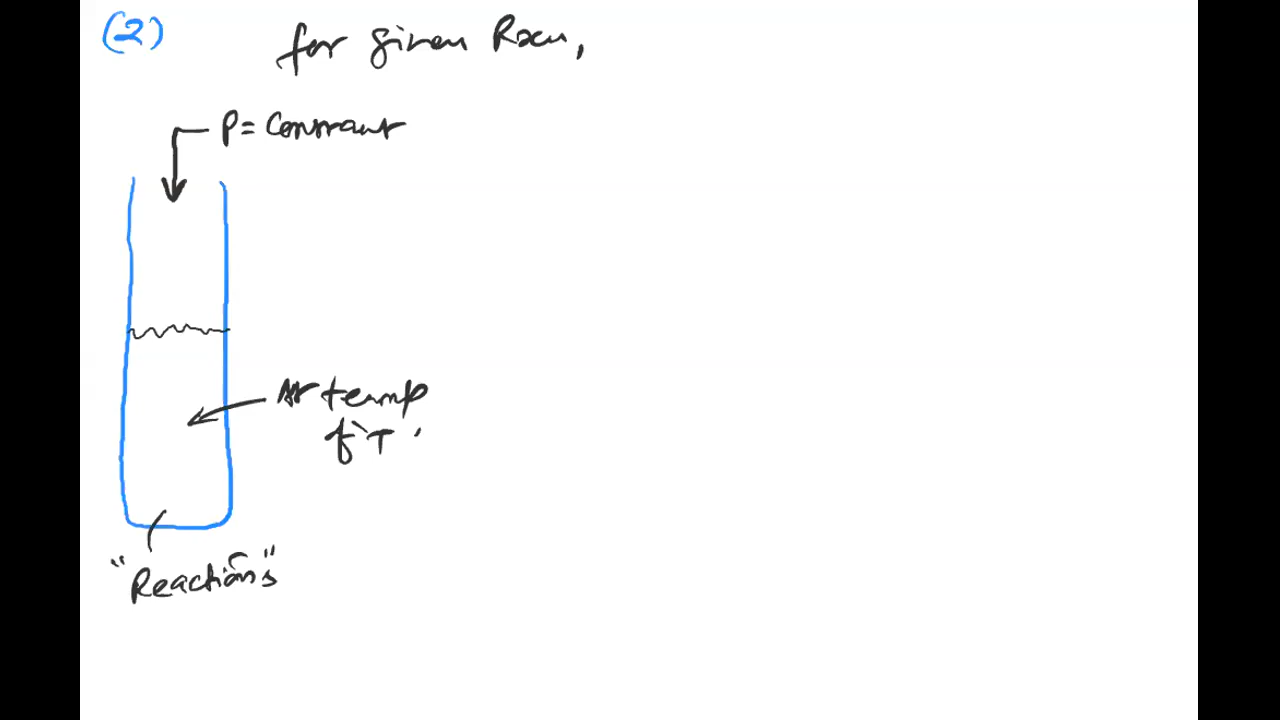 (2)
for given Rxn,
P = Constant
At temp
of T.
"Reactions"